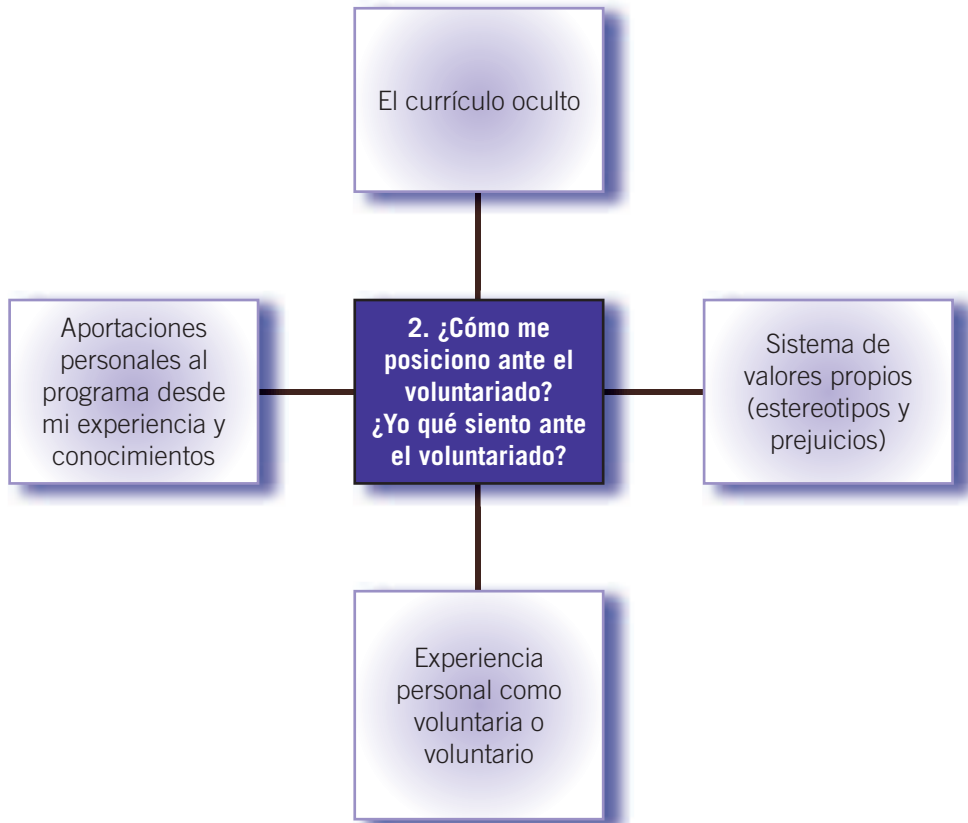 El currículo oculto
Aportaciones
personales al
programa desde
mi experiencia y
conocimientos
2. ¿Cómo me
posiciono ante el
voluntariado?
¿Yo qué siento ante
el voluntariado?
Sistema de
valores propios
(estereotipos y
prejuicios)
Experiencia
personal como
voluntaria o
voluntario